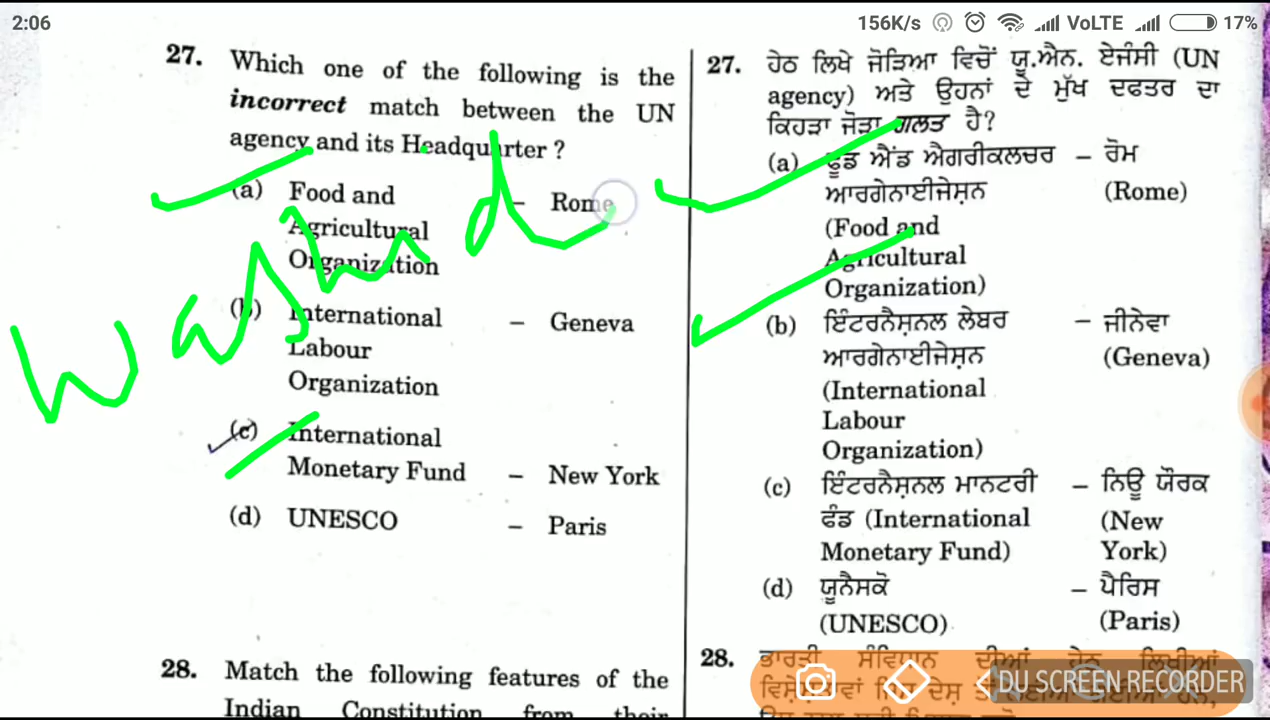 2:06 156K/s VoLTE 17%
27. Which one of the following is the
incorrect match between the UN
agency and its Headquarter ?
(a) Food and – Rome
Agricultural
Organization
(b) International – Geneva
Labour
Organization
(c) International
Monetary Fund – New York
(d) UNESCO – Paris
28. Match the following features of the
Indian Constitution from their
27. ਹੇਠ ਲਿਖੇ ਜੋੜਿਆ ਵਿਚੋਂ ਯੂ.ਐਨ. ਏਜੰਸੀ (UN
agency) ਅਤੇ ਉਹਨਾਂ ਦੇ ਮੁੱਖ ਦਫਤਰ ਦਾ
ਕਿਹੜਾ ਜੋੜਾ ਗਲਤ ਹੈ?
(a) ਫੂਡ ਐਂਡ ਐਗਰੀਕਲਚਰ – ਰੋਮ
ਆਰਗੇਨਾਈਜੇਸ਼ਨ (Rome)
(Food and
Agricultural
Organization)
(b) ਇੰਟਰਨੈਸ਼ਨਲ ਲੇਬਰ – ਜੀਨੇਵਾ
ਆਰਗੇਨਾਈਜੇਸ਼ਨ (Geneva)
(International
Labour
Organization)
(c) ਇੰਟਰਨੈਸ਼ਨਲ ਮਾਨਟਰੀ – ਨਿਊ ਯੌਰਕ
ਫੰਡ (International (New
Monetary Fund) York)
(d) ਯੂਨੈਸਕੋ – ਪੈਰਿਸ
(UNESCO) (Paris)
28. ਭਾਰਤੀ ਸੰਵਿਧਾਨ ਦੀਆਂ ਹੇਠ ਲਿਖੀਆਂ
DU SCREEN RECORDER